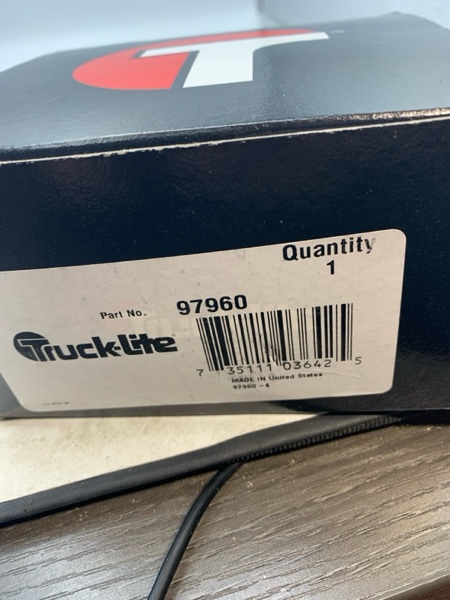 Quantity
1
Part No. 97960
Truck-Lite
7 35111 03642 5
MADE IN United States
97960-4